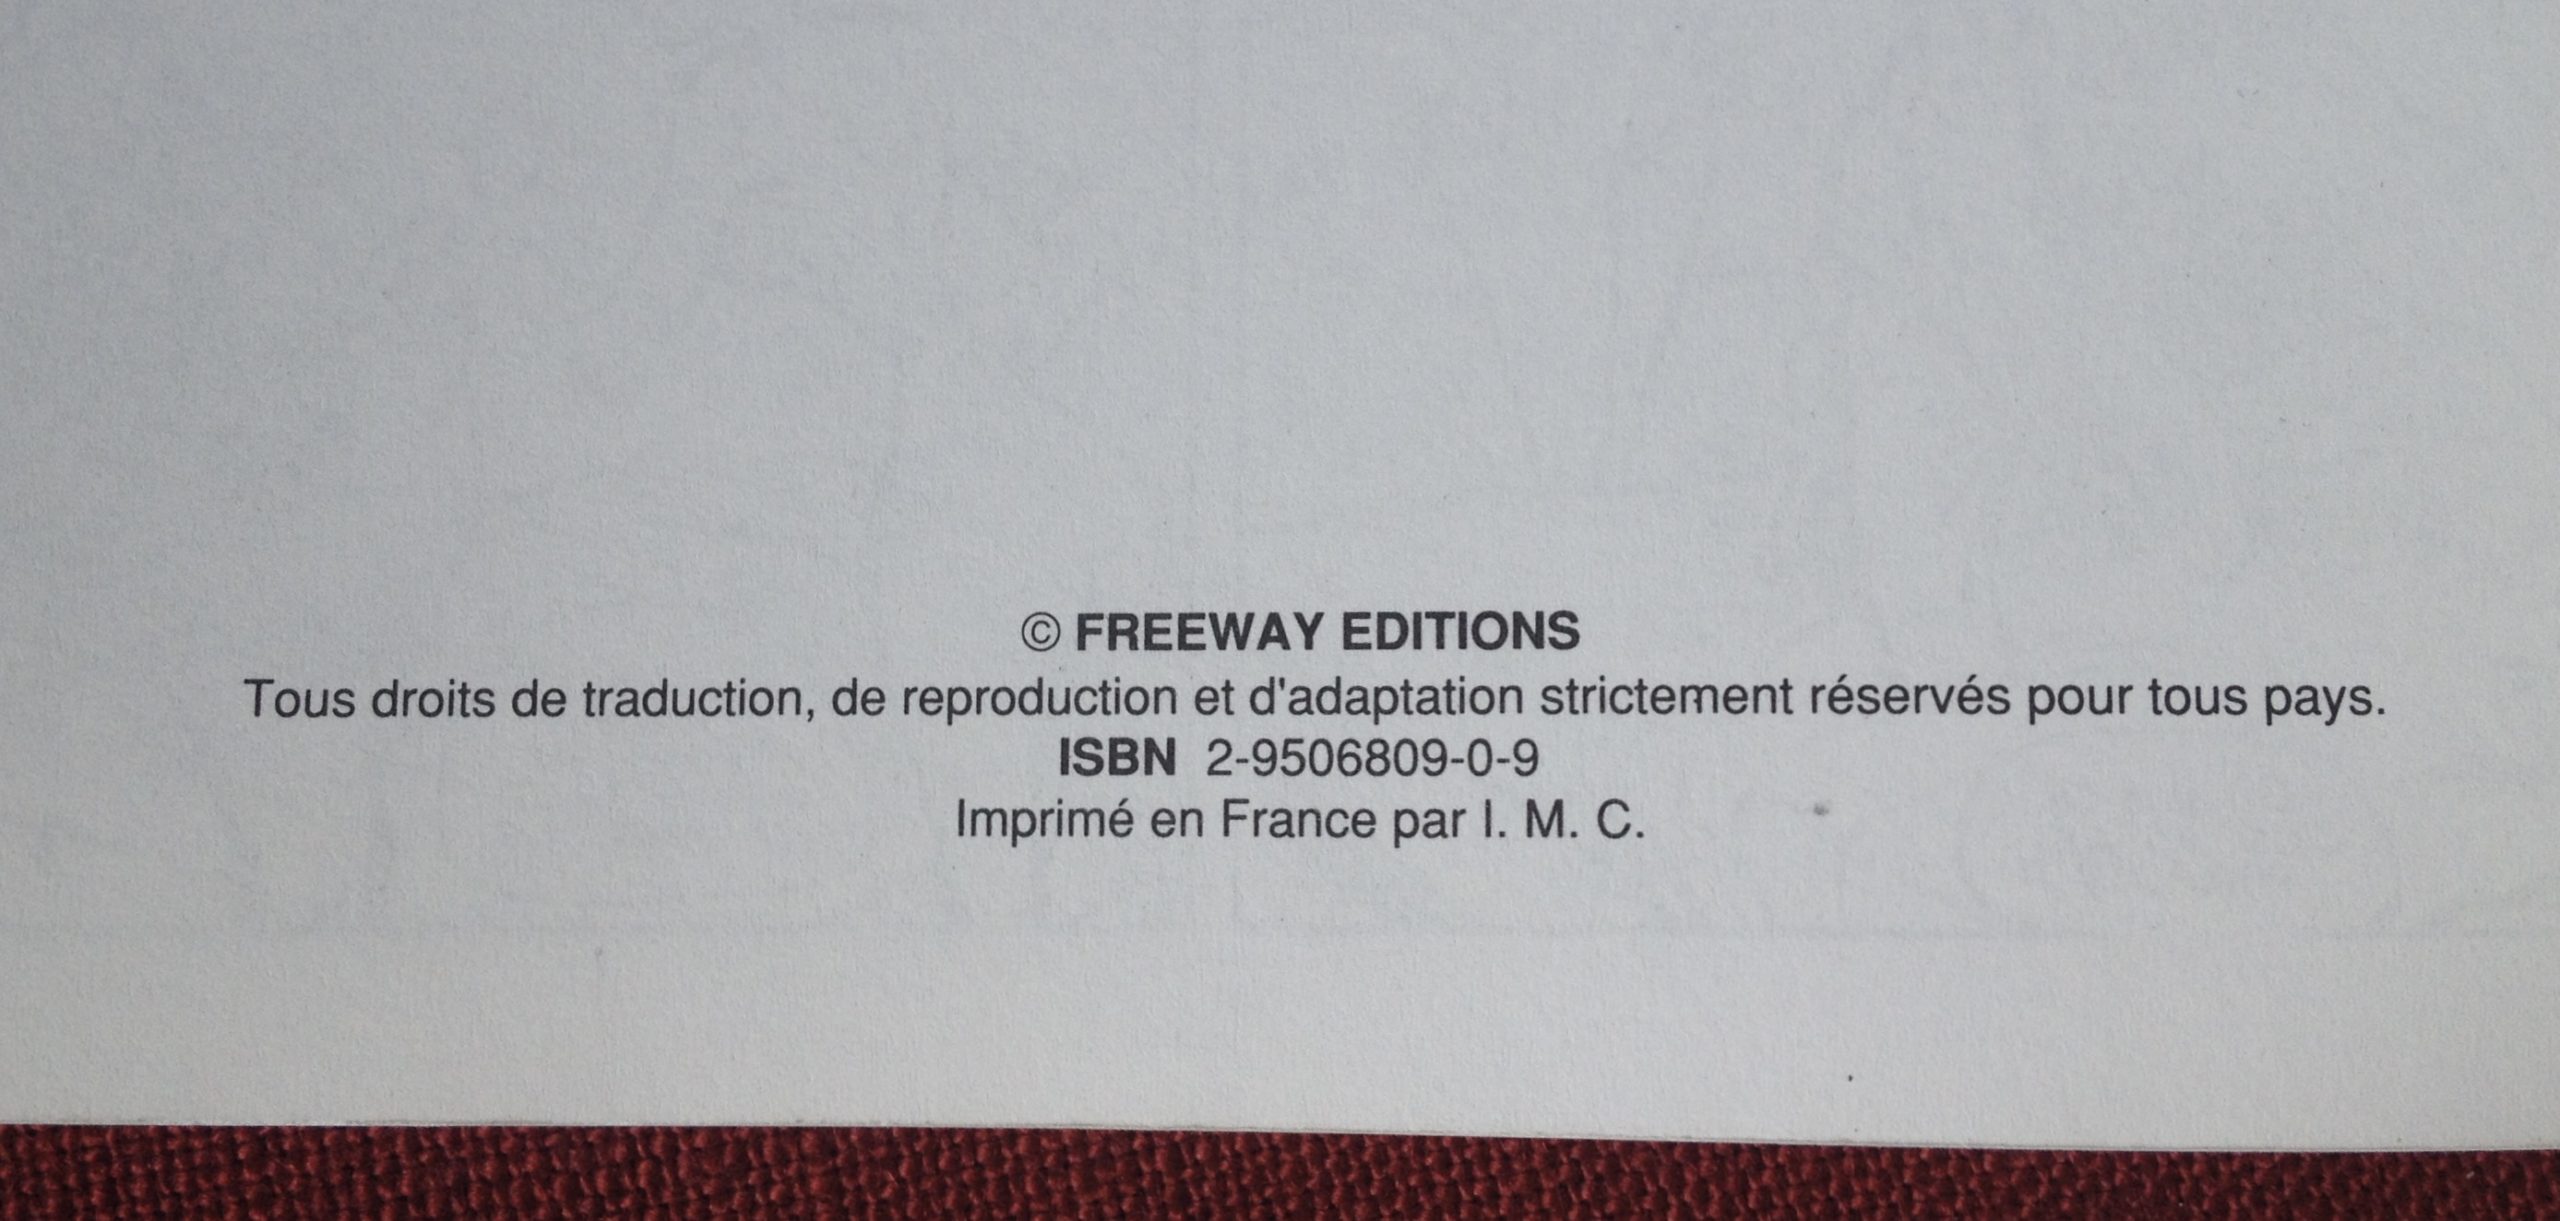 © FREEWAY EDITIONS
Tous droits de traduction, de reproduction et d'adaptation strictement réservés pour tous pays.
ISBN 2-9506809-0-9
Imprimé en France par I. M. C.